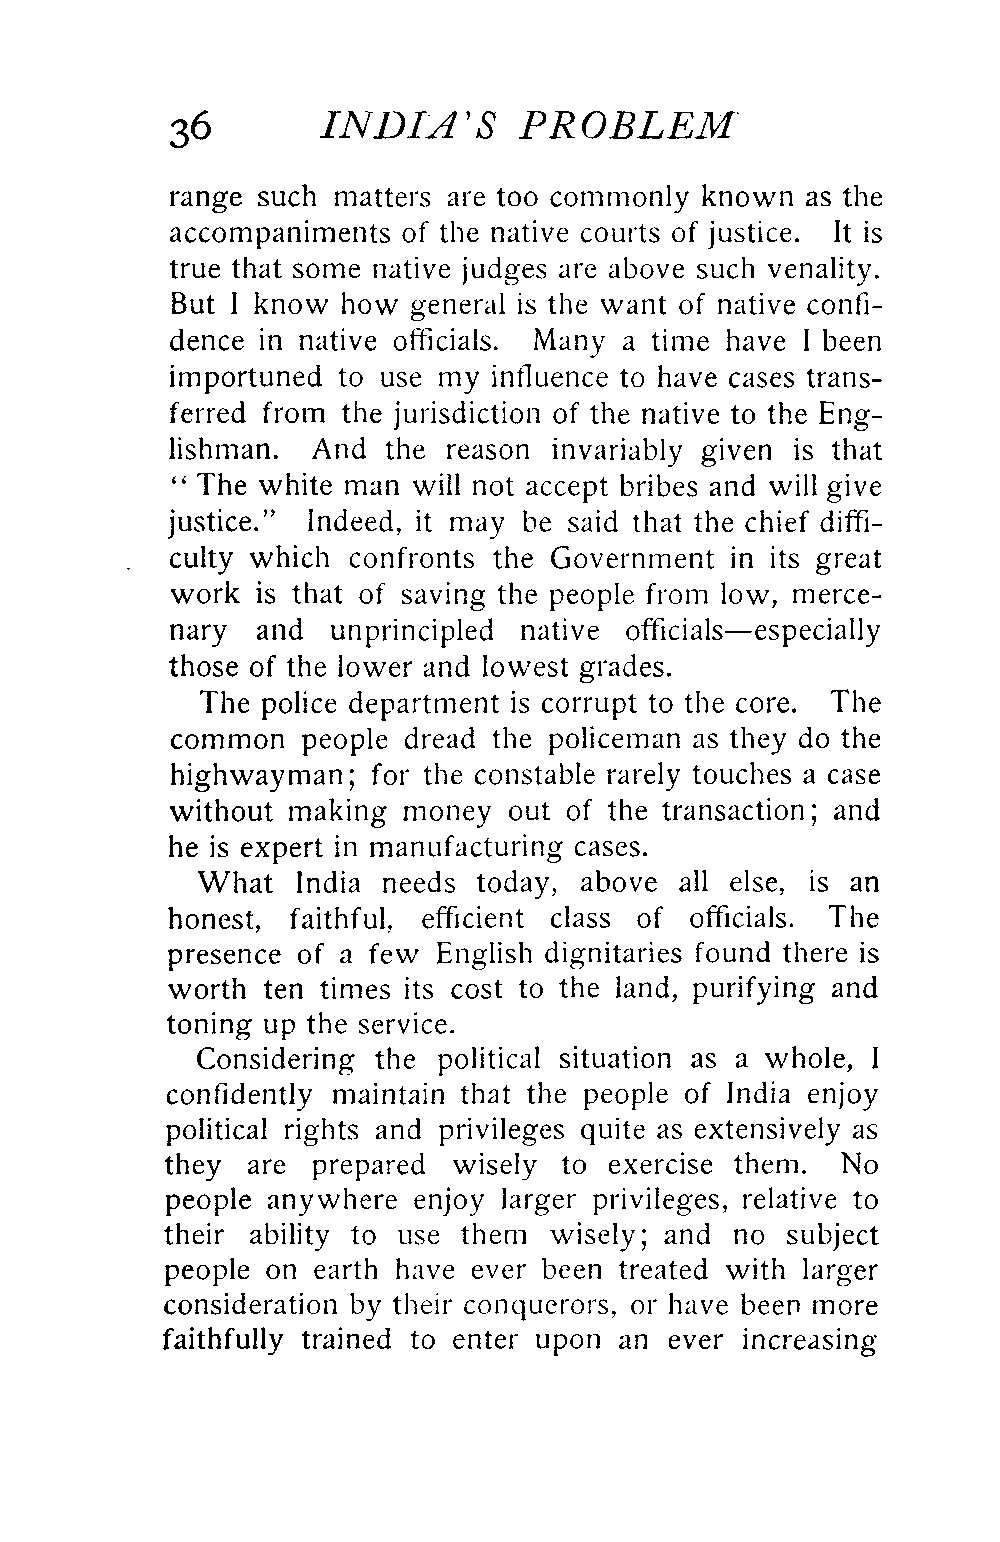 36 INDIA'S PROBLEM
range such matters are too commonly known as the
accompaniments of the native courts of justice. It is
true that some native judges are above such venality.
But I know how general is the want of native confi-
dence in native officials. Many a time have I been
importuned to use my influence to have cases trans-
ferred from the jurisdiction of the native to the Eng-
lishman. And the reason invariably given is that
“ The white man will not accept bribes and will give
justice.” Indeed, it may be said that the chief diffi-
culty which confronts the Government in its great
work is that of saving the people from low, merce-
nary and unprincipled native officials—especially
those of the lower and lowest grades.
The police department is corrupt to the core. The
common people dread the policeman as they do the
highwayman; for the constable rarely touches a case
without making money out of the transaction; and
he is expert in manufacturing cases.
What India needs today, above all else, is an
honest, faithful, efficient class of officials. The
presence of a few English dignitaries found there is
worth ten times its cost to the land, purifying and
toning up the service.
Considering the political situation as a whole, I
confidently maintain that the people of India enjoy
political rights and privileges quite as extensively as
they are prepared wisely to exercise them. No
people anywhere enjoy larger privileges, relative to
their ability to use them wisely; and no subject
people on earth have ever been treated with larger
consideration by their conquerors, or have been more
faithfully trained to enter upon an ever increasing